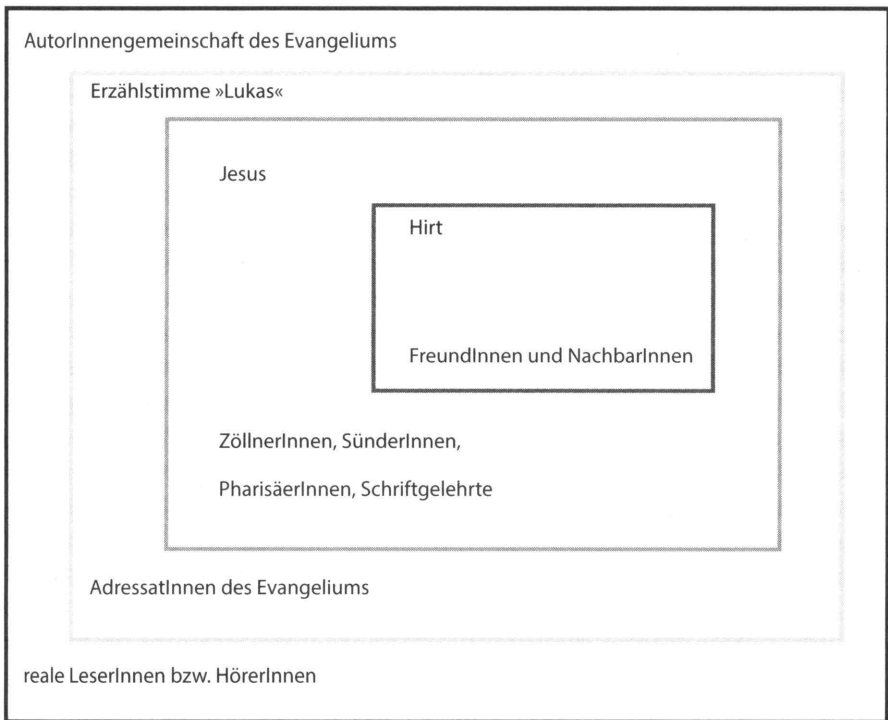 AutorInnengemeinschaft des Evangeliums
Erzählstimme »Lukas«
Jesus
Hirt
FreundInnen und NachbarInnen
ZöllnerInnen, SünderInnen,
PharisäerInnen, Schriftgelehrte
AdressatInnen des Evangeliums
reale LeserInnen bzw. HörerInnen